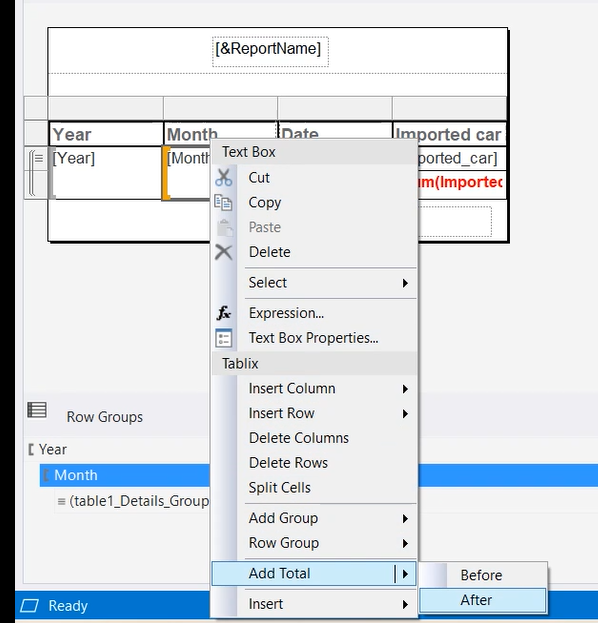 [&ReportName]
Year Month Date Imported car
[Year] [Month ported_car]
um(Importec
Text Box
Cut
Copy
Paste
Delete
Select
fx Expression...
Text Box Properties...
Tablix
Insert Column
Insert Row
Delete Columns
Delete Rows
Split Cells
Add Group
Row Group
Add Total
Before
After
Insert
Row Groups
[ Year
[ Month
≡ (table1_Details_Group
Ready